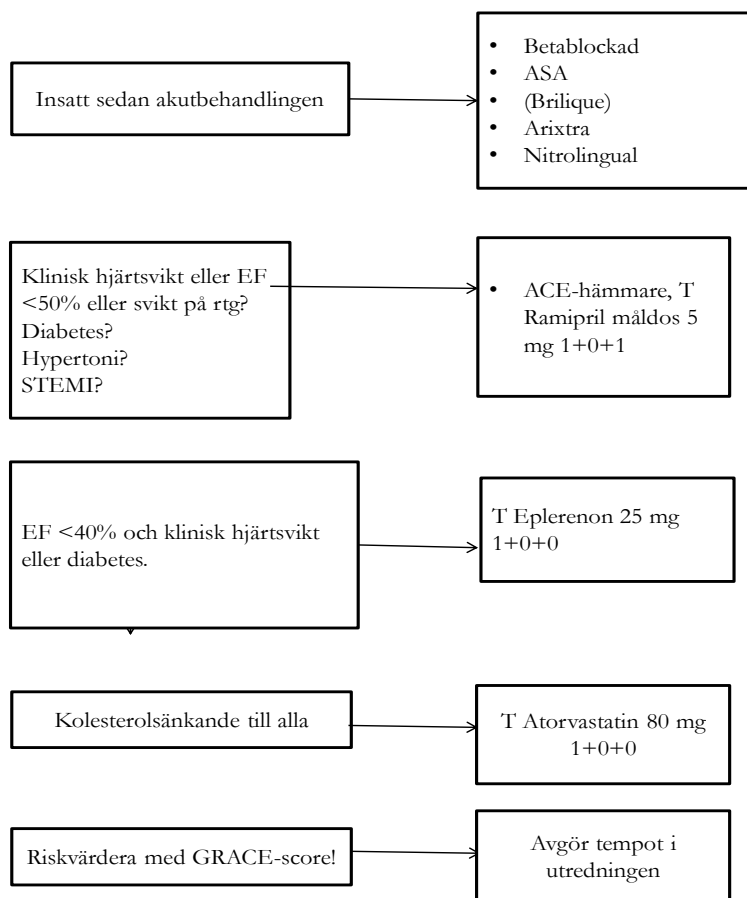 Insatt sedan akutbehandlingen
• Betablockad
• ASA
• (Brilique)
• Arixtra
• Nitrolingual
Klinisk hjärtsvikt eller EF
<50% eller svikt på rtg?
Diabetes?
Hypertoni?
STEMI?
• ACE-hämmare, T
Ramipril måldos 5
mg 1+0+1
EF <40% och klinisk hjärtsvikt
eller diabetes.
T Eplerenon 25 mg
1+0+0
Kolesterolsänkande till alla
T Atorvastatin 80 mg
1+0+0
Riskvärdera med GRACE-score!
Avgör tempot i
utredningen